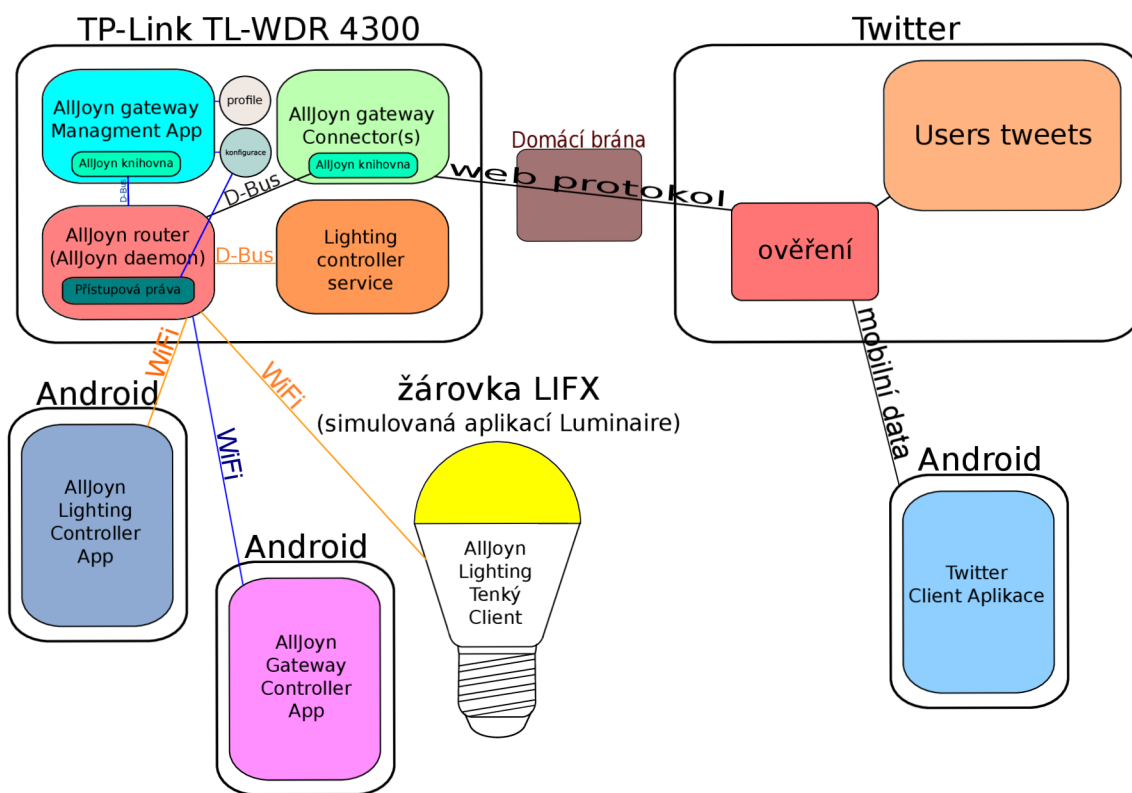 TP-Link TL-WDR 4300
Twitter
AllJoyn gateway
Managment App
AllJoyn knihovna
profile
konfigurace
AllJoyn gateway
Connector(s)
AllJoyn knihovna
D-Bus
D-Bus
AllJoyn router
(AllJoyn daemon)
Přístupová práva
D-Bus
Lighting
controller
service
Domácí brána
web protokol
Users tweets
ověření
mobilní data
WiFi
WiFi
WiFi
Android
AllJoyn
Lighting
Controller
App
Android
AllJoyn
Gateway
Controller
App
žárovka LIFX
(simulovaná aplikací Luminaire)
AllJoyn
Lighting
Tenký
Client
Android
Twitter
Client Aplikace